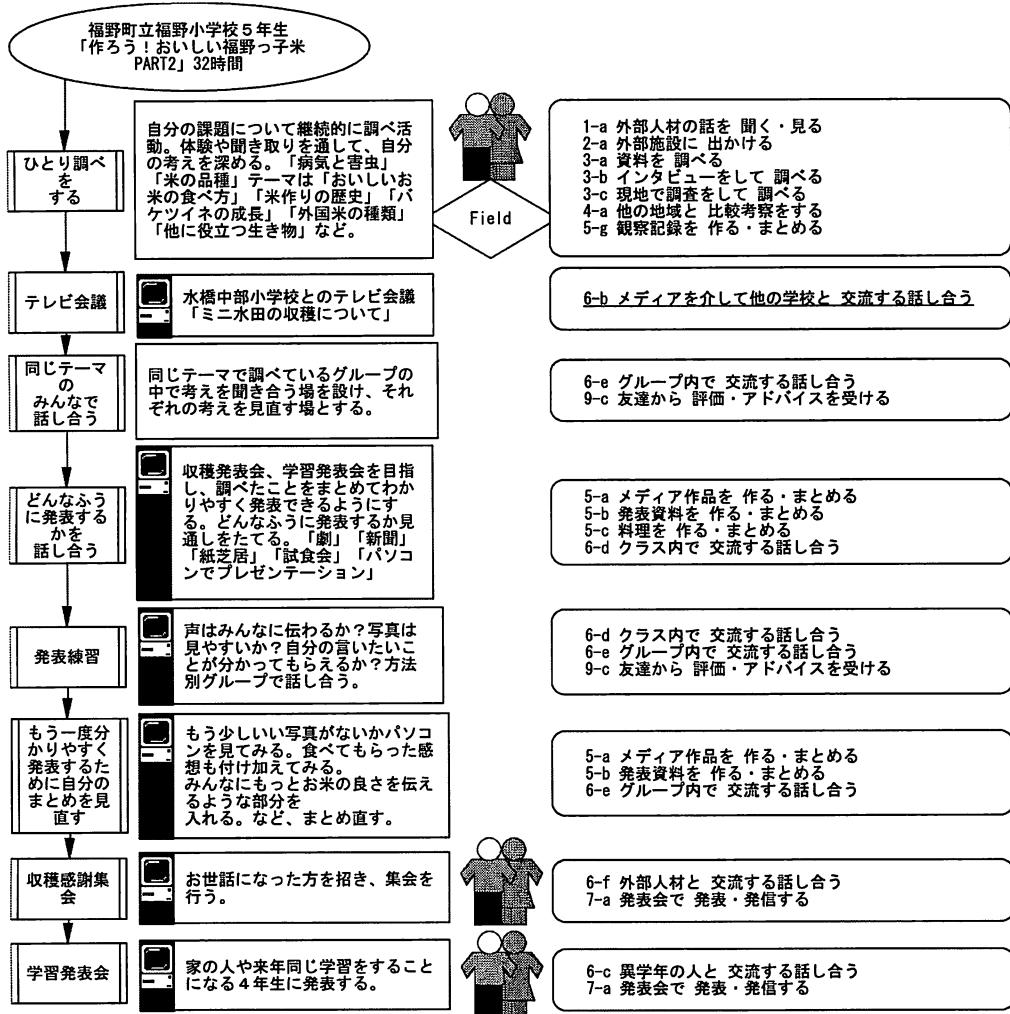 福野町立福野小学校５年生
「作ろう！おいしい福野っ子米
PART2」32時間
ひとり調べ
を
する
自分の課題について継続的に調べ活
動。体験や聞き取りを通して、自分
の考えを深める。「病気と害虫」
「米の品種」テーマは「おいしいお
米の食べ方」「米作りの歴史」「バ
ケツイネの成長」「外国米の種類」
「他に役立つ生き物」など。
Field
1-a 外部人材の話を 聞く・見る
2-a 外部施設に 出かける
3-a 資料を 調べる
3-b インタビューをして 調べる
3-c 現地で調査をして 調べる
4-a 他の地域と 比較考察をする
5-g 観察記録を 作る・まとめる
テレビ会議
水橋中部小学校とのテレビ会議
「ミニ水田の収穫について」
6-b メディアを介して他の学校と 交流する話し合う
同じテーマ
の
みんなで
話し合う
同じテーマで調べているグループの
中で考えを聞き合う場を設け、それ
ぞれの考えを見直す場とする。
6-e グループ内で 交流する話し合う
9-c 友達から 評価・アドバイスを受ける
どんなふう
に発表する
かを
話し合う
収穫発表会、学習発表会を目指
し、調べたことをまとめてわか
りやすく発表できるようにす
る。どんなふうに発表するか見
通しをたてる。「劇」「新聞」
「紙芝居」「試食会」「パソコ
ンでプレゼンテーション」
5-a メディア作品を 作る・まとめる
5-b 発表資料を 作る・まとめる
5-c 料理を 作る・まとめる
6-d クラス内で 交流する話し合う
発表練習
声はみんなに伝わるか？写真は
見やすいか？自分の言いたいこ
とが分かってもらえるか？方法
別グループで話し合う。
6-d クラス内で 交流する話し合う
6-e グループ内で 交流する話し合う
9-c 友達から 評価・アドバイスを受ける
もう一度分
かりやすく
発表するた
めに自分の
まとめを見
直す
もう少しいい写真がないかパソコ
ンを見てみる。食べてもらった感
想も付け加えてみる。
みんなにもっとお米の良さを伝え
るような部分を
入れる。など、まとめ直す。
5-a メディア作品を 作る・まとめる
5-b 発表資料を 作る・まとめる
6-e グループ内で 交流する話し合う
収穫感謝集
会
お世話になった方を招き、集会を
行う。
6-f 外部人材と 交流する話し合う
7-a 発表会で 発表・発信する
学習発表会
家の人や来年同じ学習をすること
になる４年生に発表する。
6-c 異学年の人と 交流する話し合う
7-a 発表会で 発表・発信する